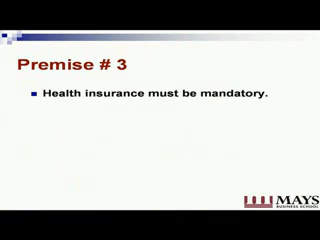 Premise # 3
Health insurance must be mandatory.
MAYS
BUSINESS SCHOOL